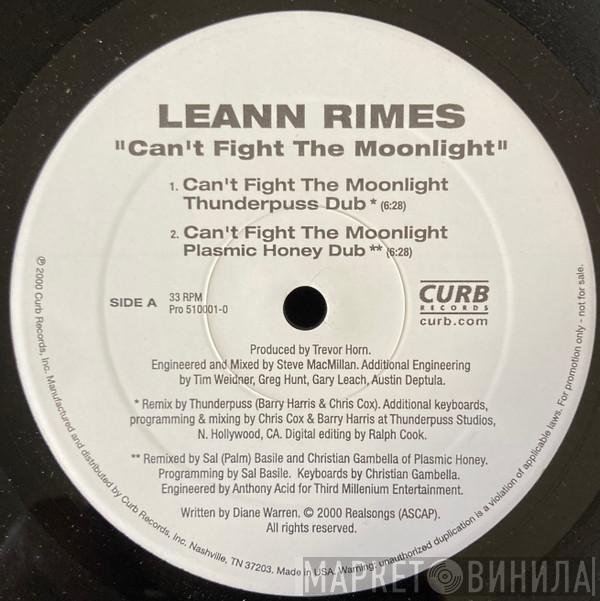 LEANN RIMES
"Can't Fight The Moonlight"
1. Can't Fight The Moonlight
Thunderpuss Dub * (6:28)
2. Can't Fight The Moonlight
Plasmic Honey Dub ** (6:28)
SIDE A
33 RPM
Pro 510001-0
CURB
RECORDS
curb.com
Produced by Trevor Horn.
Engineered and Mixed by Steve MacMillan. Additional Engineering
by Tim Weidner, Greg Hunt, Gary Leach, Austin Deptula.
* Remix by Thunderpuss (Barry Harris & Chris Cox). Additional keyboards,
programming & mixing by Chris Cox & Barry Harris at Thunderpuss Studios,
N. Hollywood, CA. Digital editing by Ralph Cook.
** Remixed by Sal (Palm) Basile and Christian Gambella of Plasmic Honey.
Programming by Sal Basile. Keyboards by Christian Gambella.
Engineered by Anthony Acid for Third Millenium Entertainment.
Written by Diane Warren. © 2000 Realsongs (ASCAP).
All rights reserved.
℗ 2000 Curb Records, Inc. Manufactured and distributed by Curb Records, Inc. Nashville, TN 37203. Made in USA. Warning: unauthorized duplication is a violation of applicable laws. For promotion only - not for sale.
МАРКЕТ ВИНИЛА